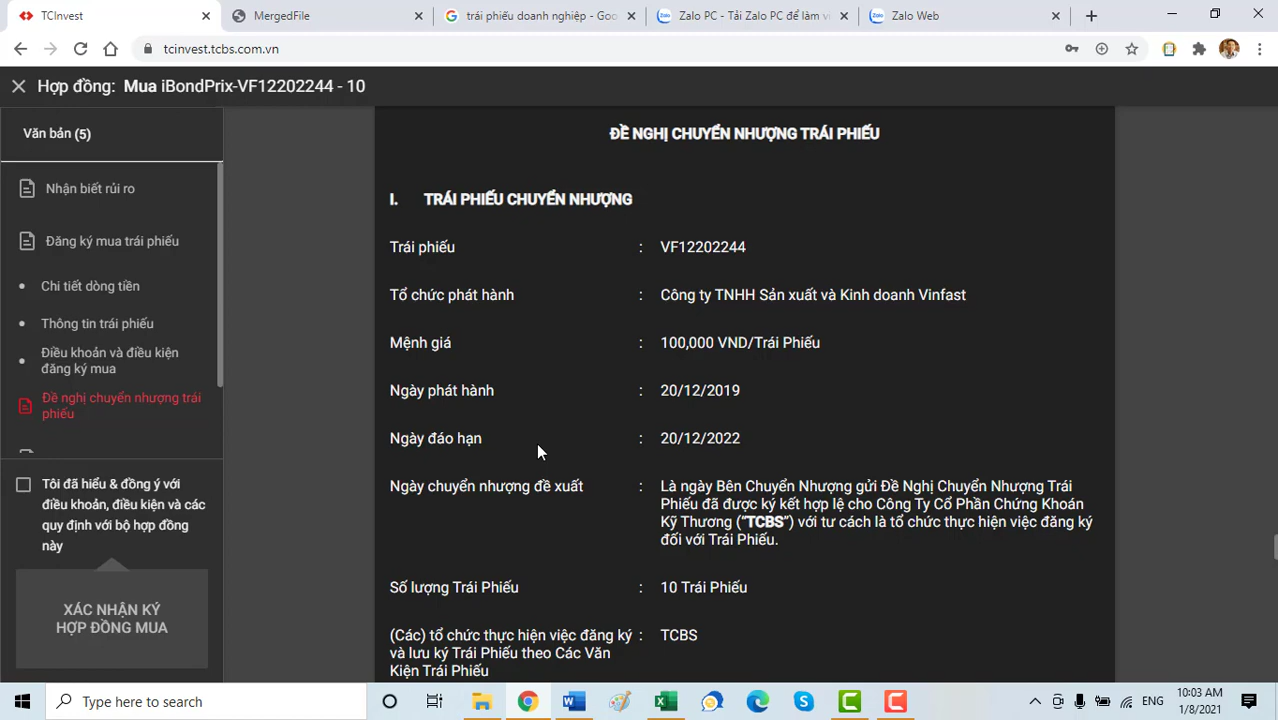 TCInvest
MergedFile
trái phiếu doanh nghiệp - Goo
Zalo PC - Tải Zalo PC để làm v
Zalo Web
tcinvest.tcbs.com.vn
Hợp đồng: Mua iBondPrix-VF12202244 - 10
Văn bản (5)
Nhận biết rủi ro
Đăng ký mua trái phiếu
Chi tiết dòng tiền
Thông tin trái phiếu
Điều khoản và điều kiện
đăng ký mua
Đề nghị chuyển nhượng trái
phiếu
Tôi đã hiểu & đồng ý với
điều khoản, điều kiện và các
quy định với bộ hợp đồng
này
XÁC NHẬN KÝ
HỢP ĐỒNG MUA
ĐỀ NGHỊ CHUYỂN NHƯỢNG TRÁI PHIẾU
I. TRÁI PHIẾU CHUYỂN NHƯỢNG
Trái phiếu : VF12202244
Tổ chức phát hành : Công ty TNHH Sản xuất và Kinh doanh Vinfast
Mệnh giá : 100,000 VND/Trái Phiếu
Ngày phát hành : 20/12/2019
Ngày đáo hạn : 20/12/2022
Ngày chuyển nhượng đề xuất : Là ngày Bên Chuyển Nhượng gửi Đề Nghị Chuyển Nhượng Trái
Phiếu đã được ký kết hợp lệ cho Công Ty Cổ Phần Chứng Khoán
Kỹ Thương ("TCBS") với tư cách là tổ chức thực hiện việc đăng ký
đối với Trái Phiếu.
Số lượng Trái Phiếu : 10 Trái Phiếu
(Các) tổ chức thực hiện việc đăng ký : TCBS
và lưu ký Trái Phiếu theo Các Văn
Kiện Trái Phiếu
Type here to search
ENG
10:03 AM
1/8/2021